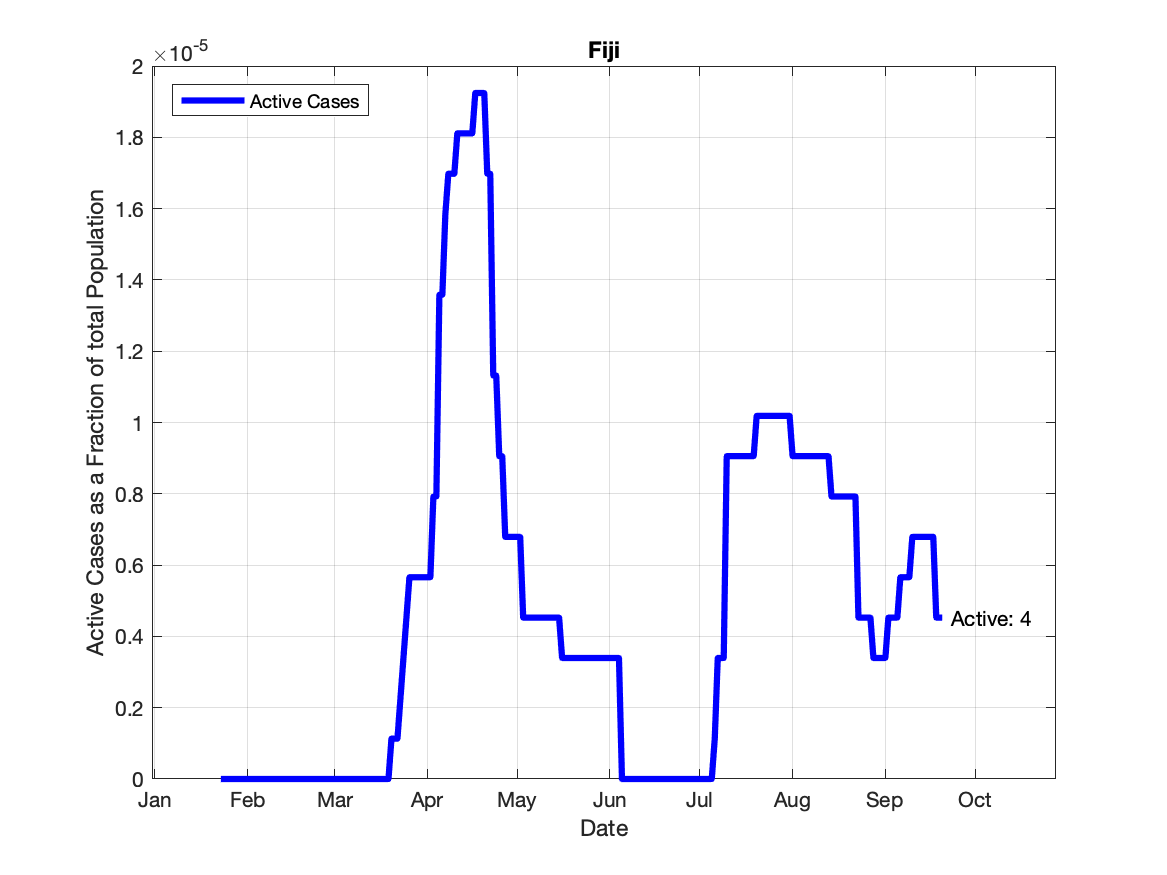 Fiji
×10-5
2
1.8
1.6
1.4
1.2
1
0.8
0.6
0.4
0.2
0
Active Cases as a Fraction of total Population
Active Cases
Active: 4
Jan Feb Mar Apr May Jun Jul Aug Sep Oct
Date